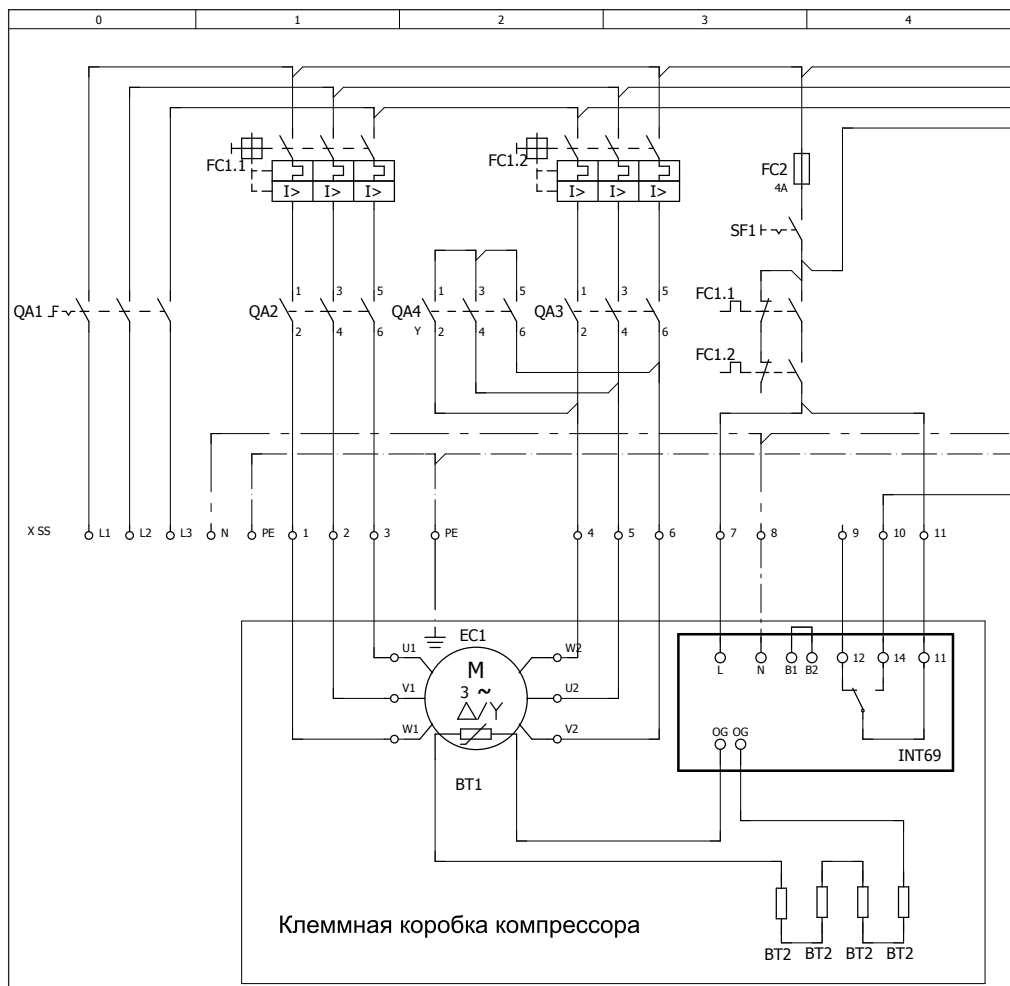 0 1 2 3 4
FC1.1 FC1.2 FC2
4A
I> I> I> I> I> I>
SF1
QA1 QA2 1 3 5 QA4 1 3 5 QA3 1 3 5 FC1.1
2 4 6 Y 2 4 6 2 4 6
FC1.2
X SS L1 L2 L3 N PE 1 2 3 PE 4 5 6 7 8 9 10 11
EC1
U1 M W2 L N B1 B2 12 14 11
3 ~
V1 U2
△/Y
W1 V2
OG OG
INT69
BT1
Клеммная коробка компрессора
BT2 BT2 BT2 BT2